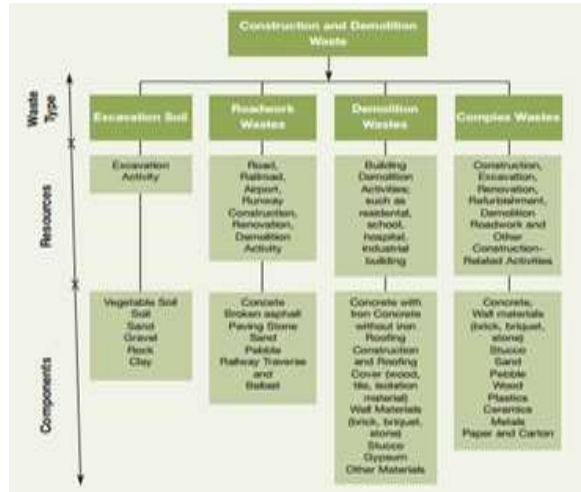 Construction and Demolition
Waste
Waste
Type
Excavation Soil
Roadwork
Wastes
Demolition
Wastes
Complex Wastes
Resources
Excavation
Activity
Road,
Railroad,
Airport,
Runway
Construction,
Renovation,
Demolition
Activity
Building
Demolition
Activities;
such as
residental,
school,
hospital,
industrial
building
Construction,
Excavation,
Renovation,
Refurbishment,
Demolition
Roadwork and
Other
Construction-
Related Activities
Components
Vegetable Soil
Soil
Sand
Gravel
Rock
Clay
Concete
Broken asphalt
Paving Stone
Sand
Pebble
Railway Traverse
and
Ballast
Concrete with
Iron Concrete
without iron
Roofing
Construction
and Roofing
Cover (wood,
tile, isolation
material)
Wall Materials
(brick, briquet,
stone)
Stucco
Gypsum
Other Materials
Concrete,
Wall materials
(brick, briquet,
stone)
Stucco
Sand
Pebble
Wood
Plastics
Ceramics
Metals
Paper and Carton